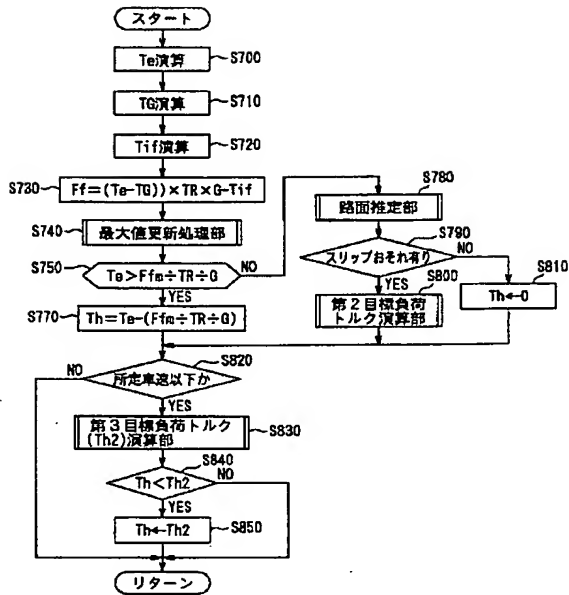 スタート
Te演算
S700
TG演算
S710
Tif演算
S720
S730
Ff=(Te-TG))×TR×G-Tif
S740
最大値更新処理部
S750
Te>Ffm÷TR÷G
NO
YES
S770
Th=Te-(Ffm÷TR÷G)
S780
路面推定部
S790
スリップおそれ有り
NO
YES
S800
第2目標負荷
トルク演算部
S810
Th←0
S820
NO
所定車速以下か
YES
第3目標負荷トルク
(Th2)演算部
S830
S840
Th<Th2
NO
YES
Th←Th2
S850
リターン